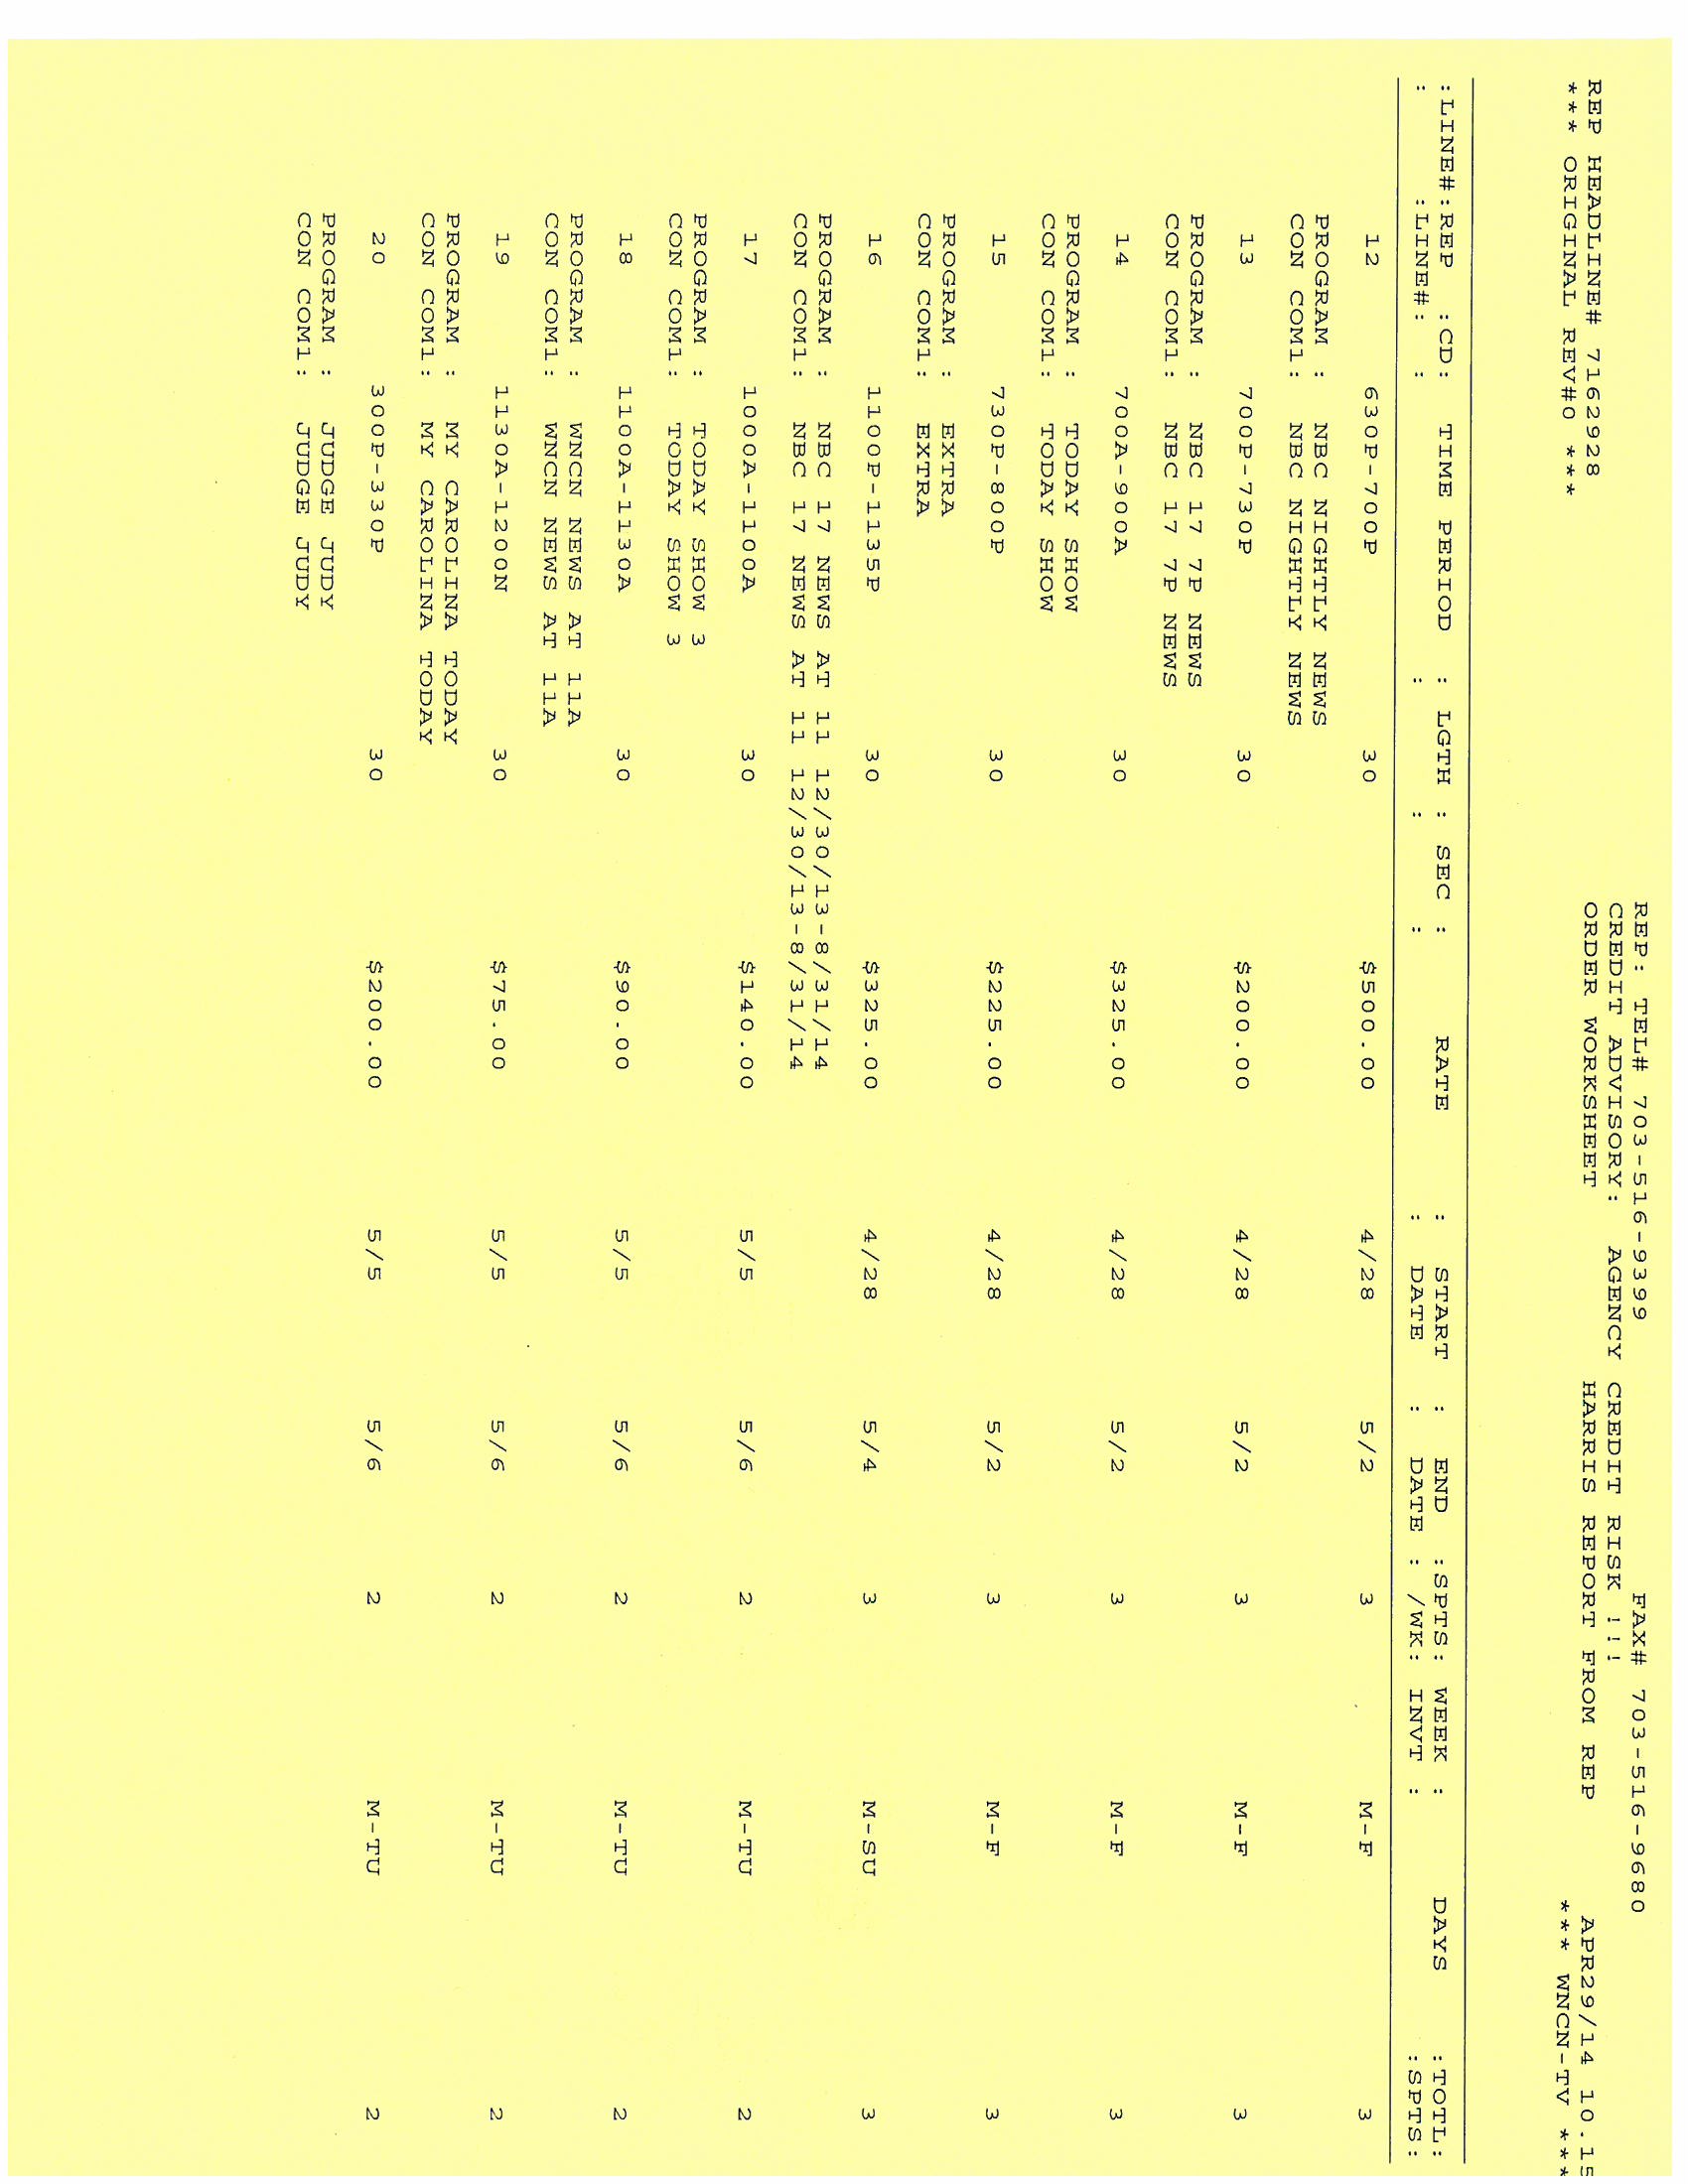 REP: TEL# 703-516-9399 FAX# 703-516-9680
CREDIT ADVISORY: AGENCY CREDIT RISK !!!
REP HEADLINE# 7162928 ORDER WORKSHEET HARRIS REPORT FROM REP APR29/14 10.15
*** ORIGINAL REV#0 *** *** WNCN-TV ***
:LINE#:REP :CD: TIME PERIOD : LGTH : SEC : RATE : START : END :SPTS: WEEK : DAYS :TOTL:
: :LINE#: : : : : : DATE : DATE : /WK: INVT : :SPTS:
12 630P-700P 30 $500.00 4/28 5/2 3 M-F 3
PROGRAM : NBC NIGHTLY NEWS
CON COM1: NBC NIGHTLY NEWS
13 700P-730P 30 $200.00 4/28 5/2 3 M-F 3
PROGRAM : NBC 17 7P NEWS
CON COM1: NBC 17 7P NEWS
14 700A-900A 30 $325.00 4/28 5/2 3 M-F 3
PROGRAM : TODAY SHOW
CON COM1: TODAY SHOW
15 730P-800P 30 $225.00 4/28 5/2 3 M-F 3
PROGRAM : EXTRA
CON COM1: EXTRA
16 1100P-1135P 30 $325.00 4/28 5/4 3 M-SU 3
PROGRAM : NBC 17 NEWS AT 11 12/30/13-8/31/14
CON COM1: NBC 17 NEWS AT 11 12/30/13-8/31/14
17 1000A-1100A 30 $140.00 5/5 5/6 2 M-TU 2
PROGRAM : TODAY SHOW 3
CON COM1: TODAY SHOW 3
18 1100A-1130A 30 $90.00 5/5 5/6 2 M-TU 2
PROGRAM : WNCN NEWS AT 11A
CON COM1: WNCN NEWS AT 11A
19 1130A-1200N 30 $75.00 5/5 5/6 2 M-TU 2
PROGRAM : MY CAROLINA TODAY
CON COM1: MY CAROLINA TODAY
20 300P-330P 30 $200.00 5/5 5/6 2 M-TU 2
PROGRAM : JUDGE JUDY
CON COM1: JUDGE JUDY